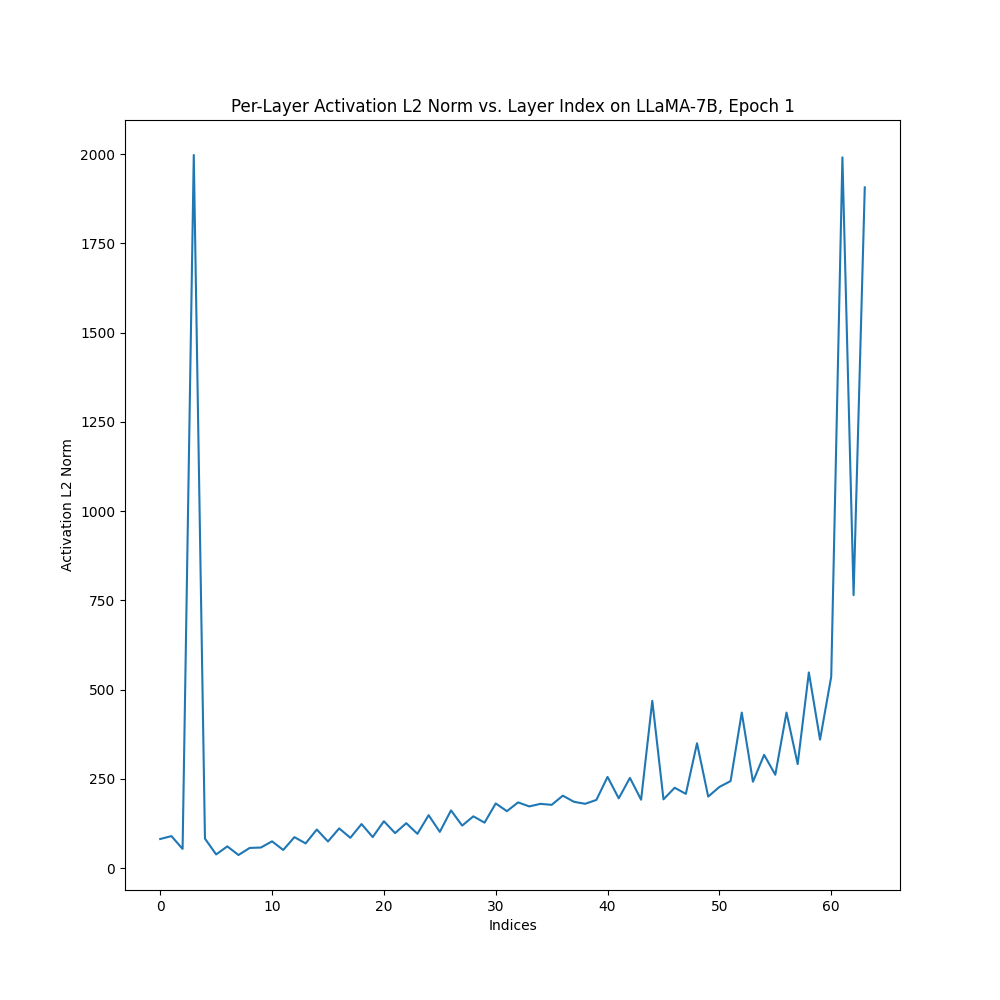 Per-Layer Activation L2 Norm vs. Layer Index on LLaMA-7B, Epoch 1
2000
1750
1500
1250
1000
750
500
250
0
Activation L2 Norm
0 10 20 30 40 50 60
Indices